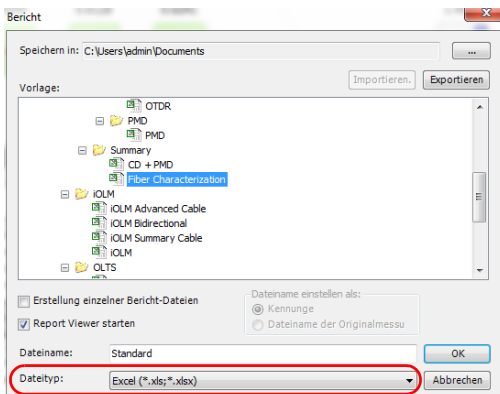 Bericht
Speichern in: C:\Users\admin\Documents
...
Importieren. Exportieren
Vorlage:
OTDR
PMD
PMD
Summary
CD + PMD
Fiber Characterization
iOLM
iOLM Advanced Cable
iOLM Bidirectional
iOLM Summary Cable
iOLM
OLTS
Erstellung einzelner Bericht-Dateien
Report Viewer starten
Dateiname einstellen als:
Kennunge
Dateiname der Originalmessu
Dateiname: Standard
OK
Dateityp: Excel (*.xls;*.xlsx)
Abbrechen